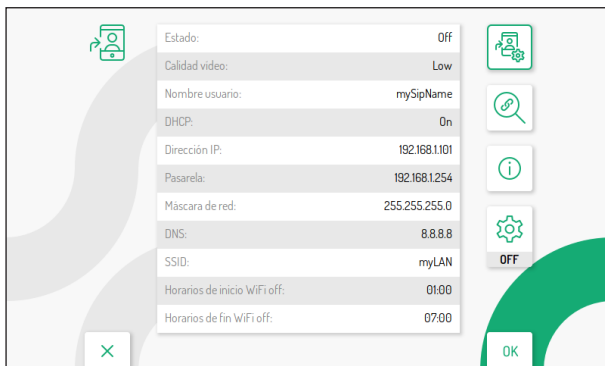 Estado: Off
Calidad video: Low
Nombre usuario: mySipName
DHCP: On
Dirección IP: 192.168.1.101
Pasarela: 192.168.1.254
Máscara de red: 255.255.255.0
DNS: 8.8.8.8
SSID: myLAN
Horarios de inicio WiFi off: 01:00
Horarios de fin WiFi off: 07:00
OFF
OK